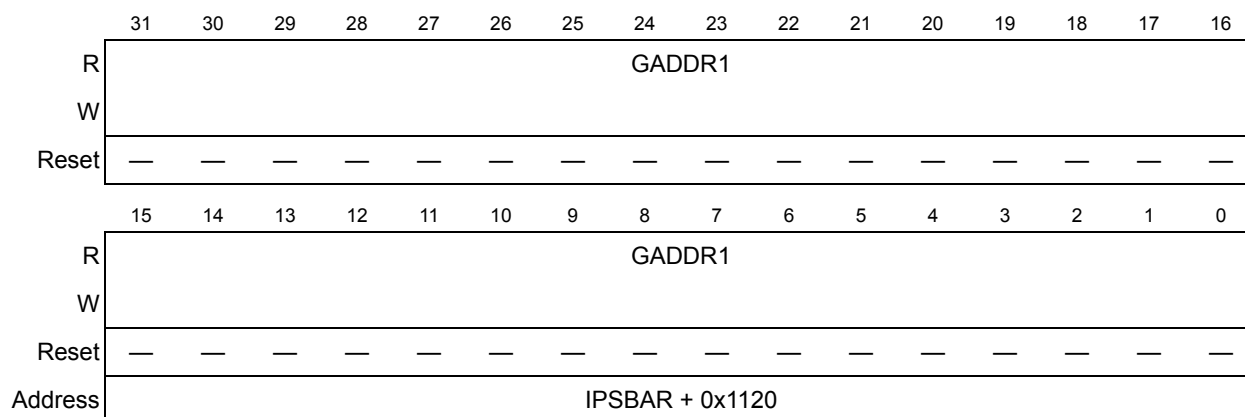 31 30 29 28 27 26 25 24 23 22 21 20 19 18 17 16
R GADDR1
W
Reset — — — — — — — — — — — — — — — —
15 14 13 12 11 10 9 8 7 6 5 4 3 2 1 0
R GADDR1
W
Reset — — — — — — — — — — — — — — — —
Address IPSBAR + 0x1120